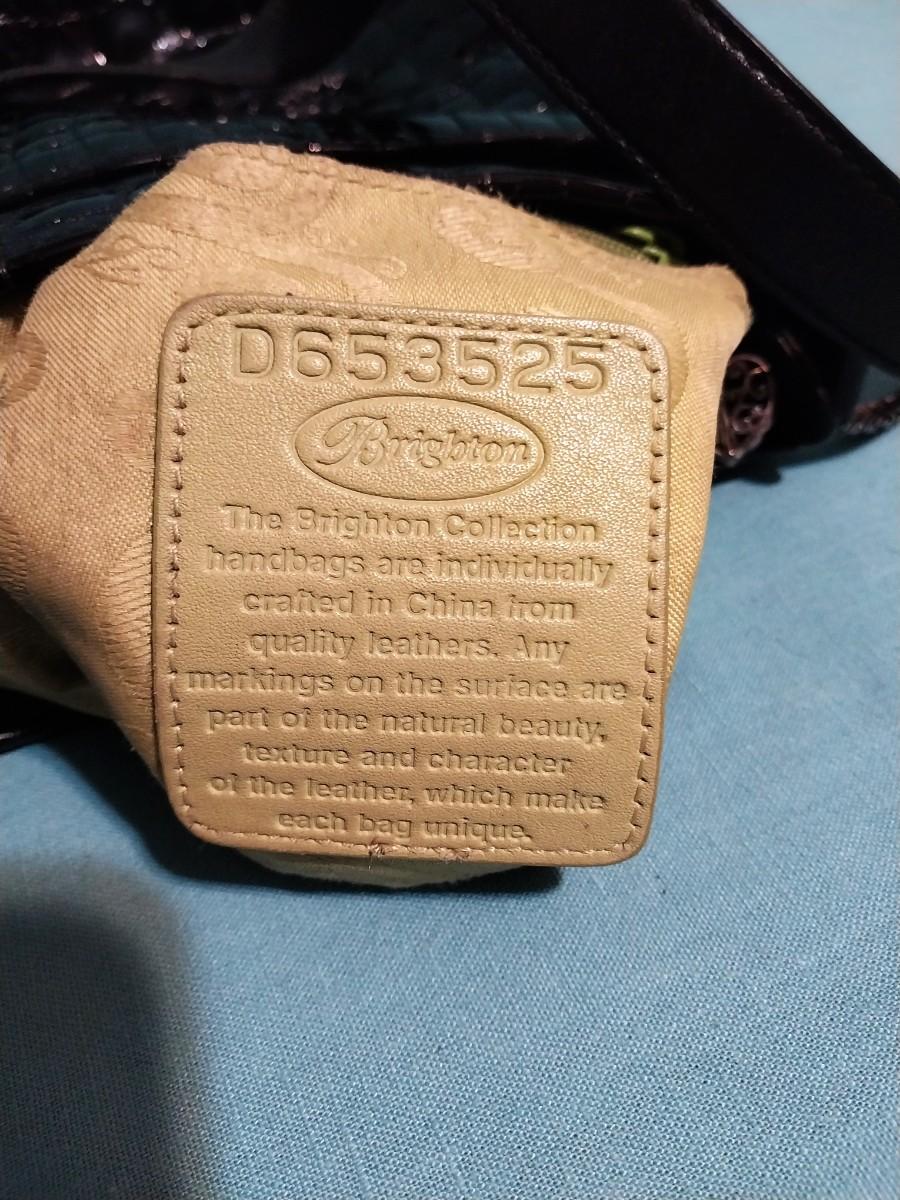 D653525
Brighton
The Brighton Collection
handbags are individually
crafted in China from
quality leathers. Any
markings on the surface are
part of the natural beauty,
texture and character
of the leather, which make
each bag unique.